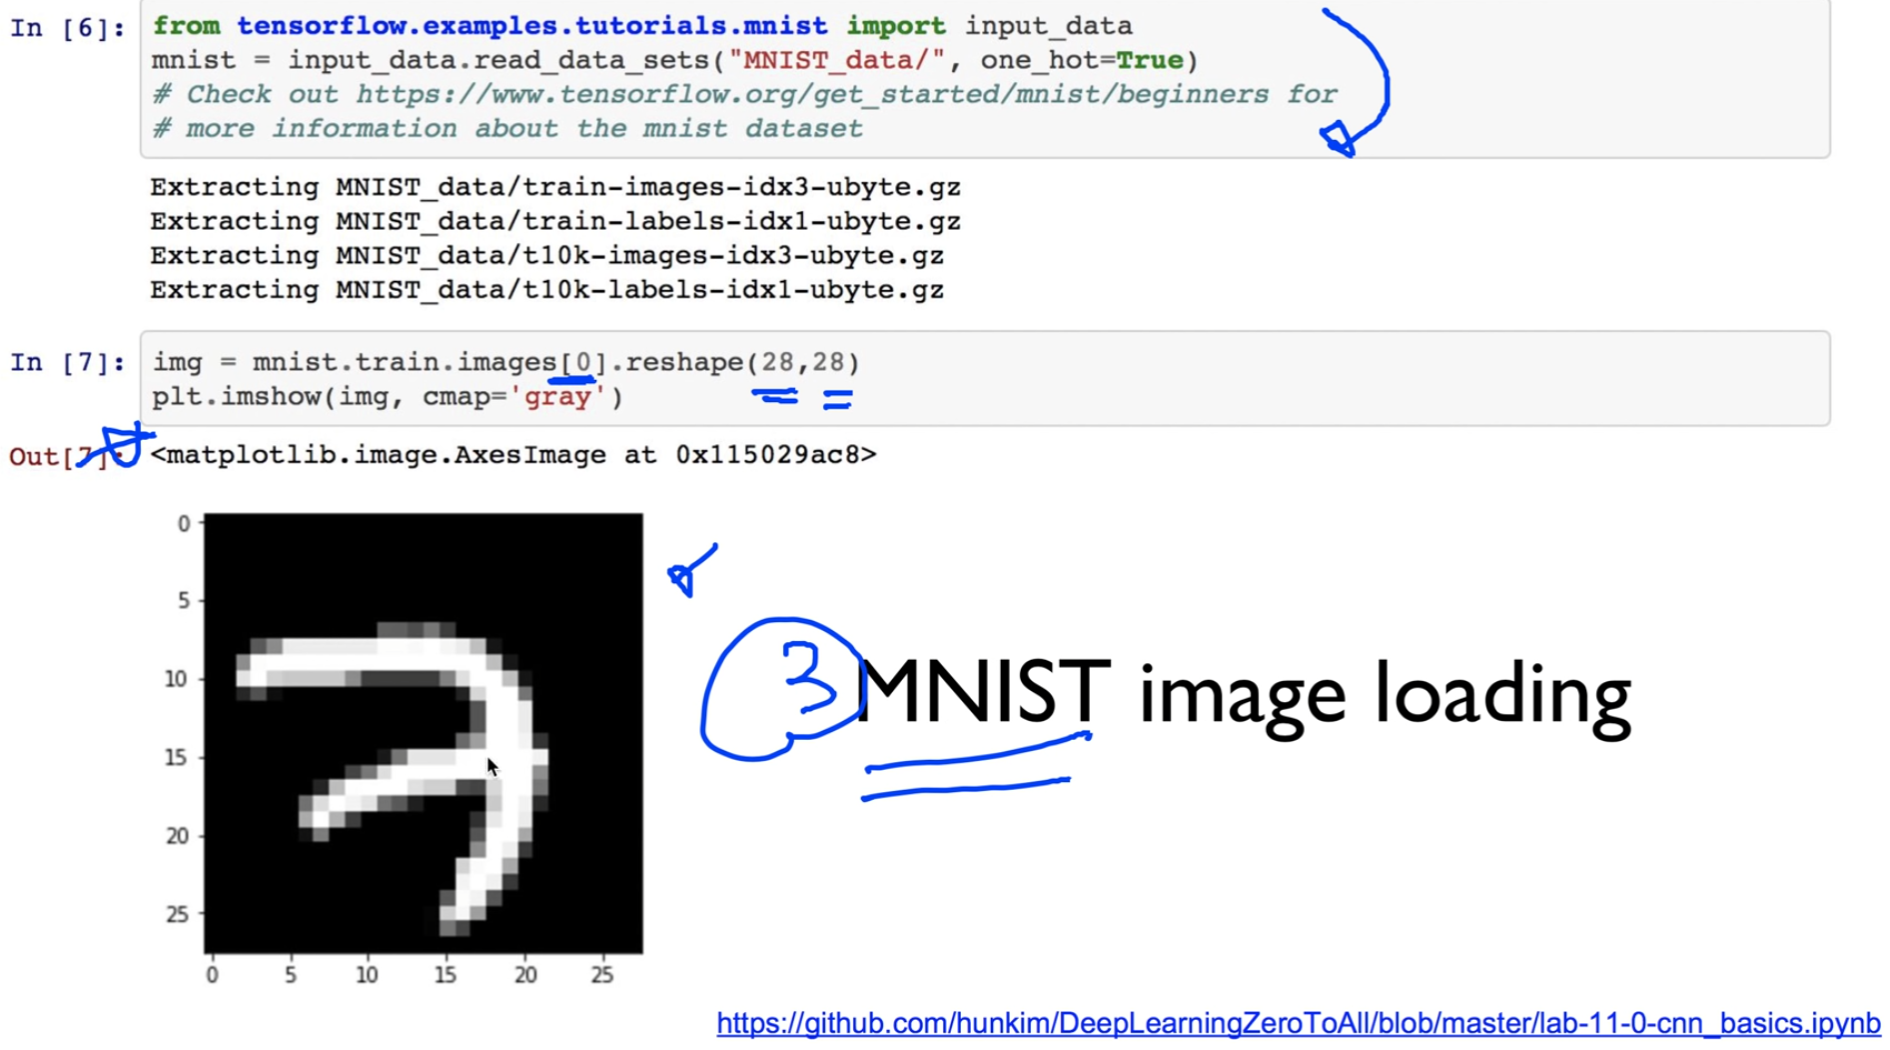 In [6]: from tensorflow.examples.tutorials.mnist import input_data
mnist = input_data.read_data_sets("MNIST_data/", one_hot=True)
# Check out https://www.tensorflow.org/get_started/mnist/beginners for
# more information about the mnist dataset
Extracting MNIST_data/train-images-idx3-ubyte.gz
Extracting MNIST_data/train-labels-idx1-ubyte.gz
Extracting MNIST_data/t10k-images-idx3-ubyte.gz
Extracting MNIST_data/t10k-labels-idx1-ubyte.gz
In [7]: img = mnist.train.images[0].reshape(28,28)
plt.imshow(img, cmap='gray')
Out[7]: <matplotlib.image.AxesImage at 0x115029ac8>
0
5
10
15
20
25
0 5 10 15 20 25
3
MNIST image loading
https://github.com/hunkim/DeepLearningZeroToAll/blob/master/lab-11-0-cnn_basics.ipynb